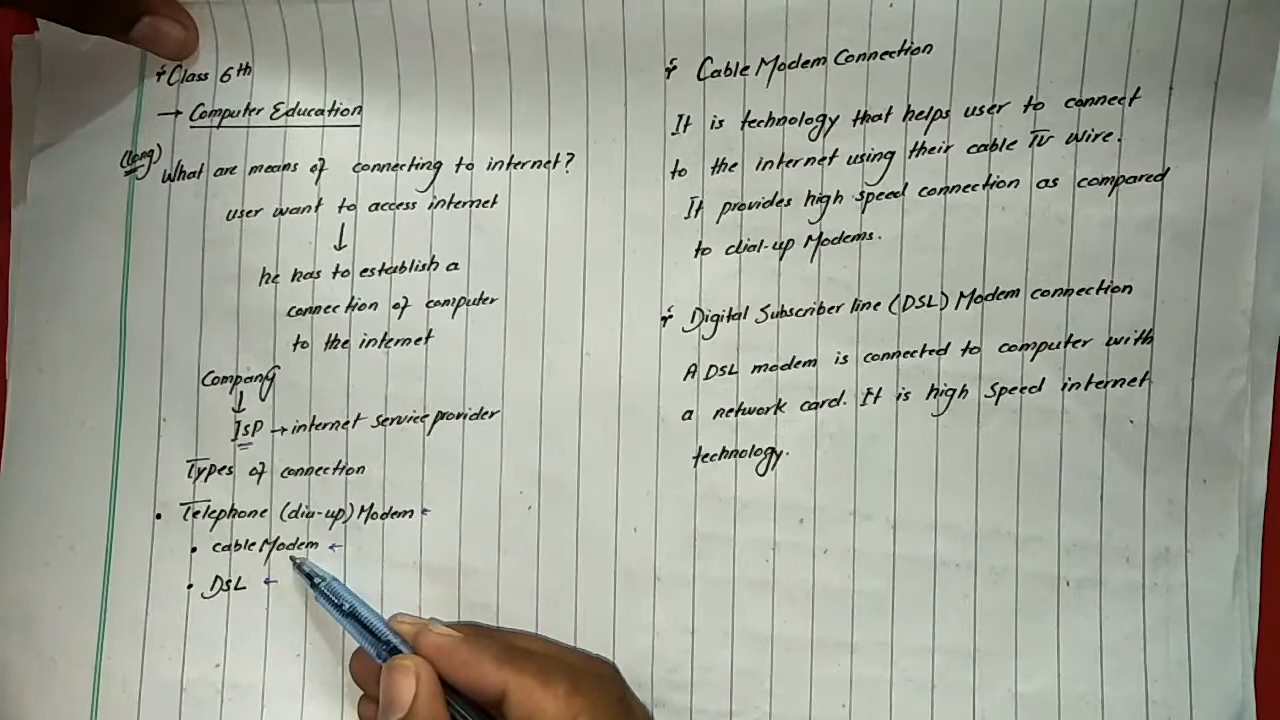 Class 6th
→ Computer Education
(long)
What are means of connecting to internet?
user want to access internet
↓
he has to establish a
connection of computer
to the internet
Company
↓
ISP → internet service provider
Types of connection
• Telephone (dia-up) Modem ←
• cable Modem ←
• DSL ←
Cable Modem Connection
It is technology that helps user to connect
to the internet using their cable TV wire.
It provides high speed connection as compared
to dial-up Modems.
Digital Subscriber line (DSL) Modem connection
A DSL modem is connected to computer with
a network card. It is high speed internet
technology.